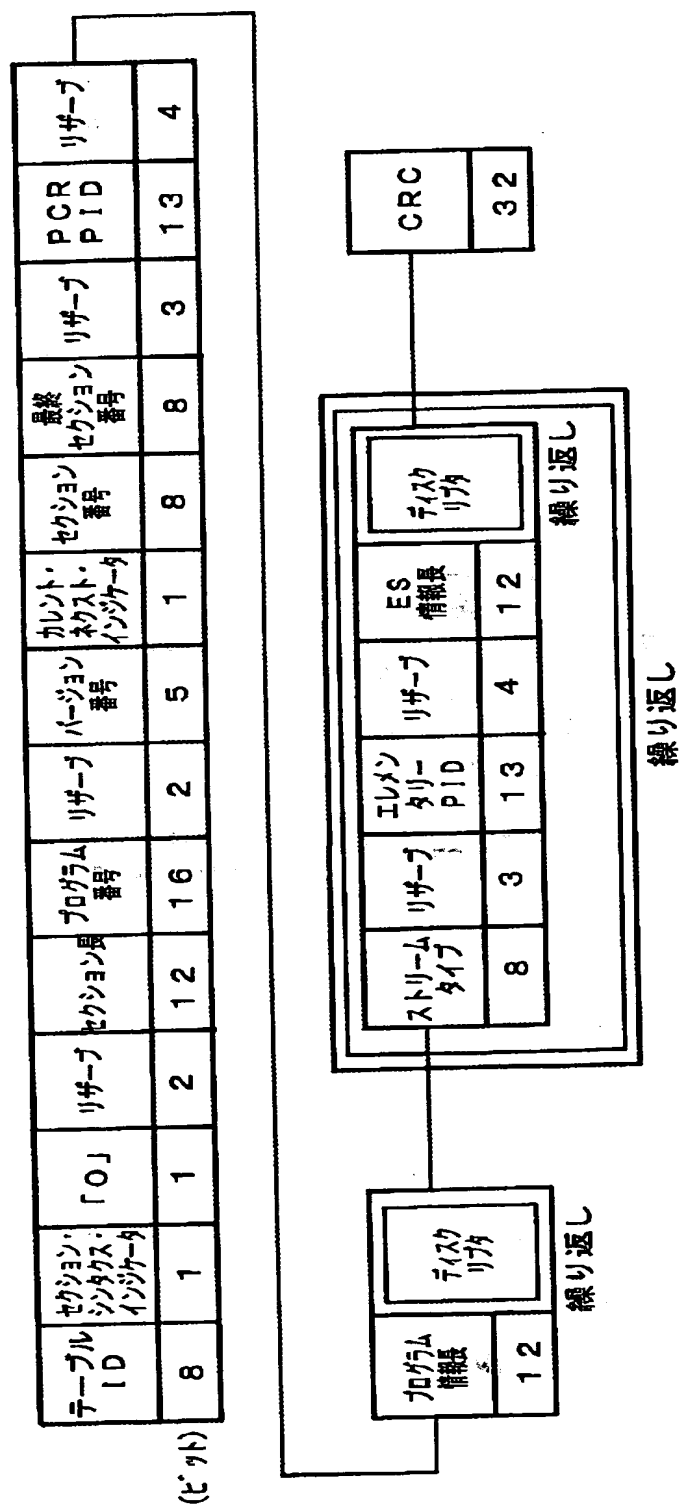 テーブル
ID
8
セクション・
シンタクス・
インジケータ
1
「0」
1
リザーブ
2
セクション長
12
プログラム
番号
16
リザーブ
2
バージョン
番号
5
カレント・
ネクスト・
インジケータ
1
セクション
番号
8
最終
セクション
番号
8
リザーブ
3
PCR
PID
13
リザーブ
4
(ビット)
プログラム
情報長
12
ディスク
リプタ
繰り返し
ストリーム
タイプ
8
リザーブ
3
エレメン
タリー
PID
13
リザーブ
4
ES
情報長
12
ディスク
リプタ
繰り返し
繰り返し
CRC
32